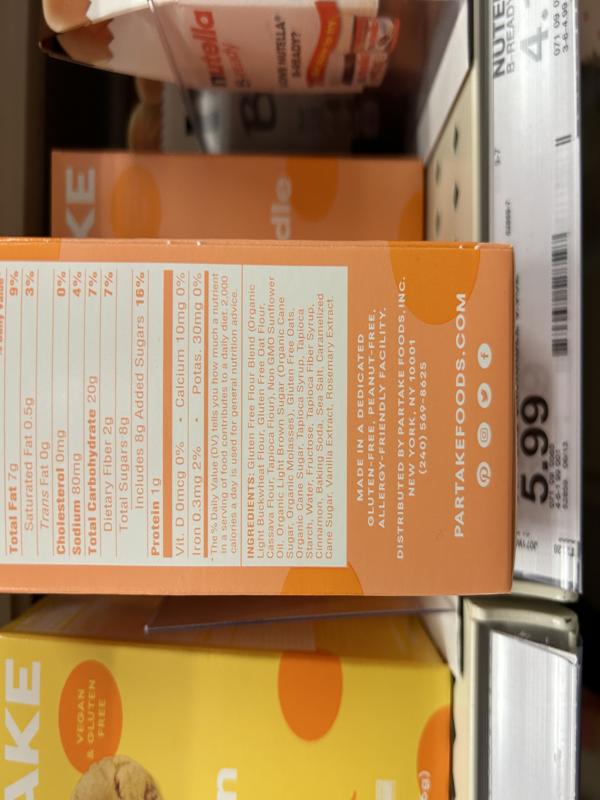 Total Fat 7g 9%
Saturated Fat 0.5g 3%
Trans Fat 0g
Cholesterol 0mg 0%
Sodium 80mg 4%
Total Carbohydrate 20g 7%
Dietary Fiber 2g 7%
Total Sugars 8g
Includes 8g Added Sugars 16%
Protein 1g
Vit. D 0mcg 0% • Calcium 10mg 0%
Iron 0.3mg 2% • Potas. 30mg 0%
*The % Daily Value (DV) tells you how much a nutrient
in a serving of food contributes to a daily diet. 2,000
calories a day is used for general nutrition advice.
INGREDIENTS: Gluten Free Flour Blend (Organic
Light Buckwheat Flour, Gluten Free Oat Flour,
Cassava Flour, Tapioca Flour), Non GMO Sunflower
Oil, Organic Light Brown Sugar (Organic Cane
Sugar, Organic Molasses), Gluten Free Oats,
Organic Cane Sugar, Tapioca Syrup, Tapioca
Starch, Water, Fructose, Tapioca Fiber Syrup,
Cinnamon, Baking Soda, Sea Salt, Caramelized
Cane Sugar, Vanilla Extract, Rosemary Extract.
MADE IN A DEDICATED
GLUTEN-FREE, PEANUT-FREE,
ALLERGY-FRIENDLY FACILITY.
DISTRIBUTED BY PARTAKE FOODS, INC.
NEW YORK, NY 10001
(240) 569-8625
PARTAKEFOODS.COM
5.99
AKE
VEGAN
& GLUTEN
FREE
n
KE
dle
nutella
B-READY
LOVE NUTELLA®
B-READY?
NUTE
B-READY
4.
3-7